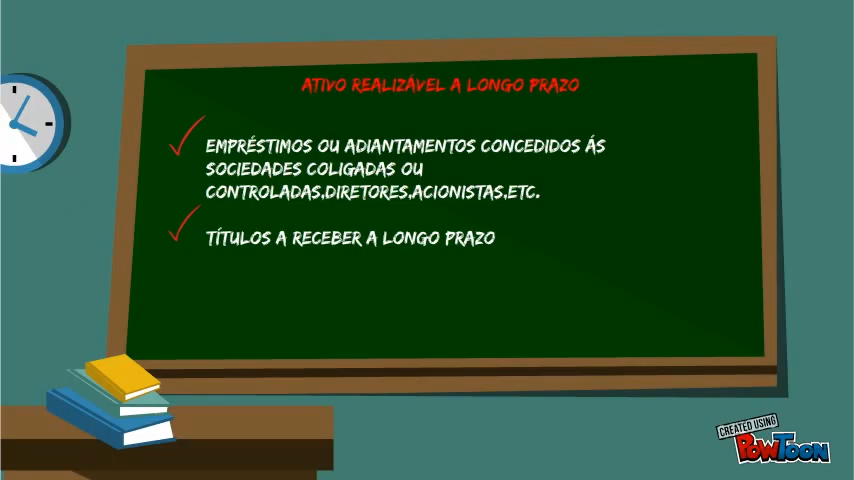 ATIVO REALIZÁVEL A LONGO PRAZO
EMPRÉSTIMOS OU ADIANTAMENTOS CONCEDIDOS ÁS
SOCIEDADES COLIGADAS OU
CONTROLADAS,DIRETORES,ACIONISTAS,ETC.
TÍTULOS A RECEBER A LONGO PRAZO
CREATED USING
POWTOON